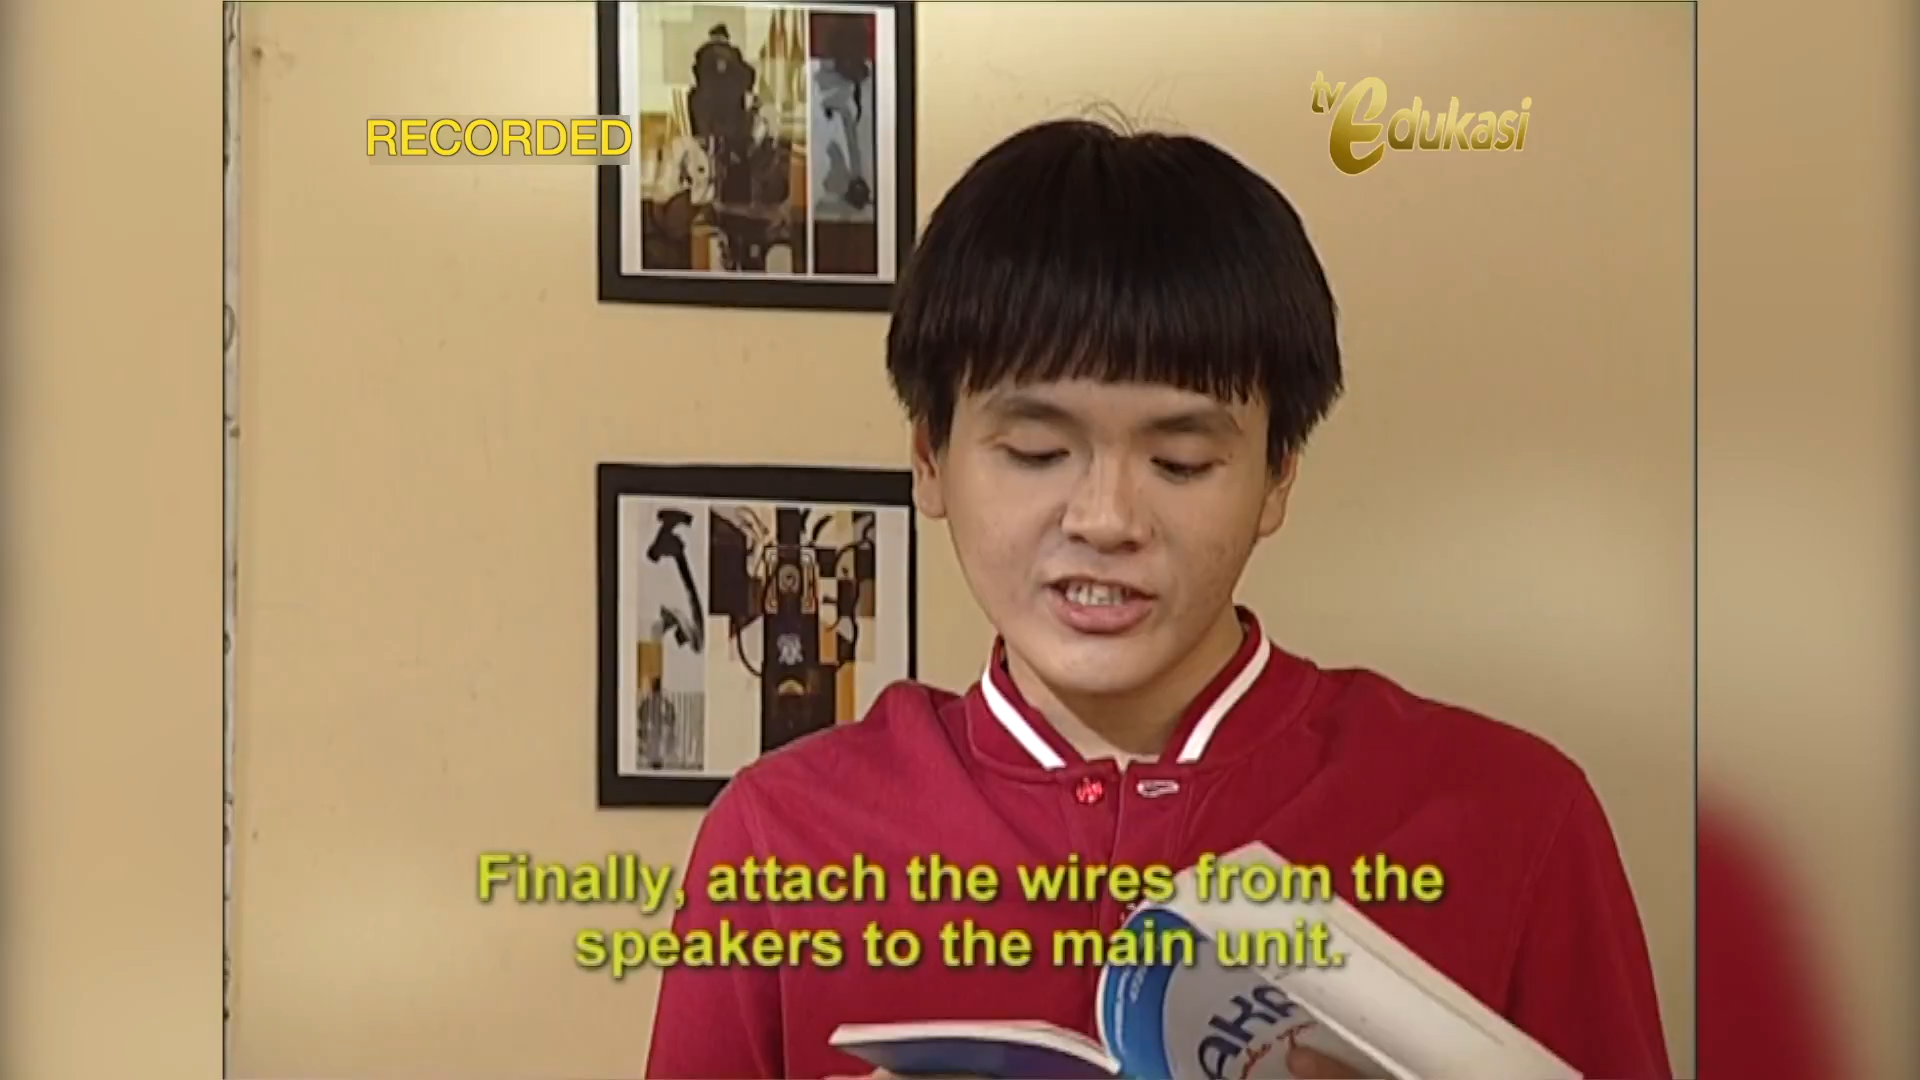 RECORDED
tv edukasi
Finally, attach the wires from the
speakers to the main unit.